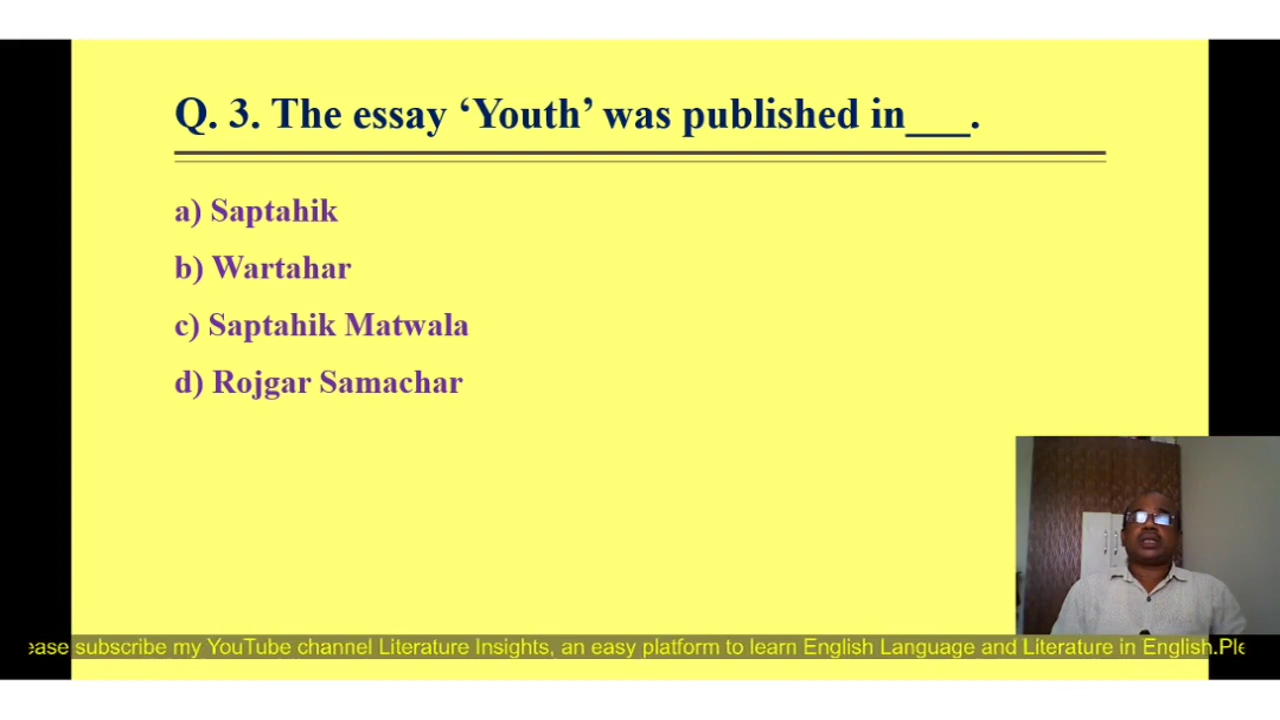 Q. 3. The essay ‘Youth’ was published in___.
a) Saptahik
b) Wartahar
c) Saptahik Matwala
d) Rojgar Samachar
ease subscribe my YouTube channel Literature Insights, an easy platform to learn English Language and Literature in English.Ple